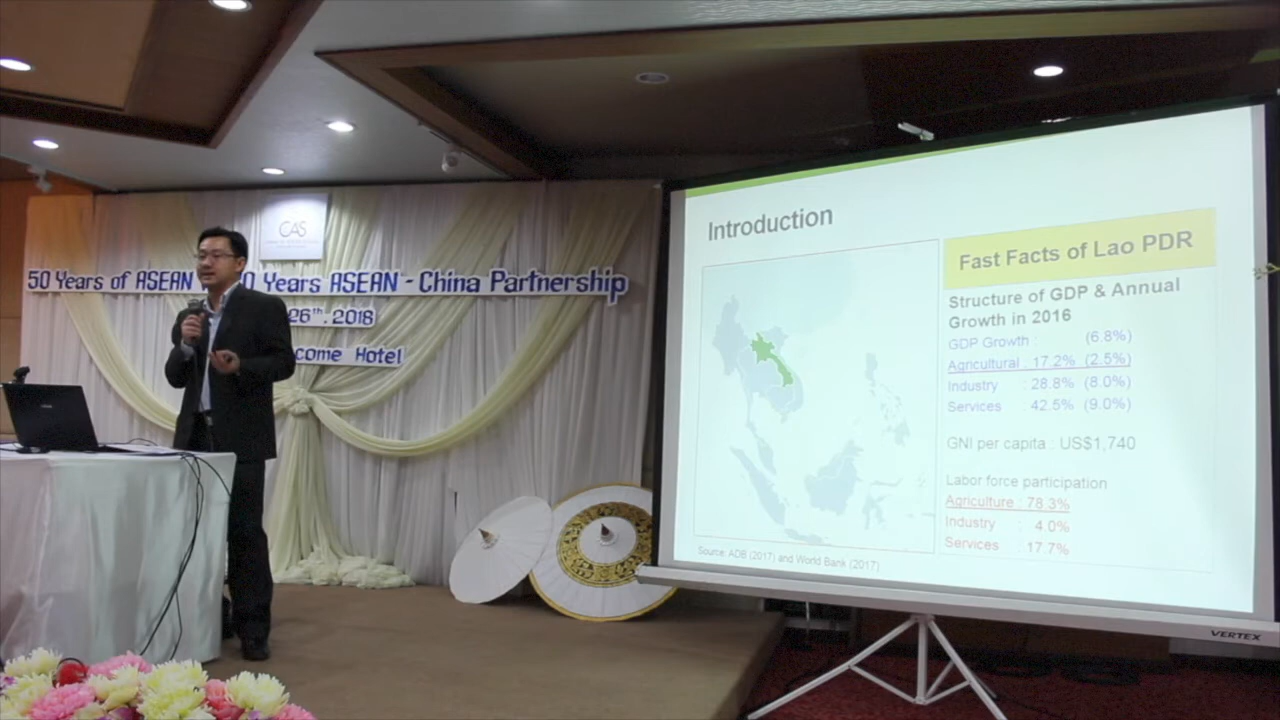 CAS
50 Years of ASEAN 0 Years ASEAN - China Partnership
26th, 2018
come Hotel
Introduction
Fast Facts of Lao PDR
Structure of GDP & Annual
Growth in 2016
GDP Growth : (6.8%)
Agricultural : 17.2% (2.5%)
Industry : 28.8% (8.0%)
Services : 42.5% (9.0%)
GNI per capita : US$1,740
Labor force participation
Agriculture : 78.3%
Industry : 4.0%
Services : 17.7%
Source: ADB (2017) and World Bank (2017)
VERTEX